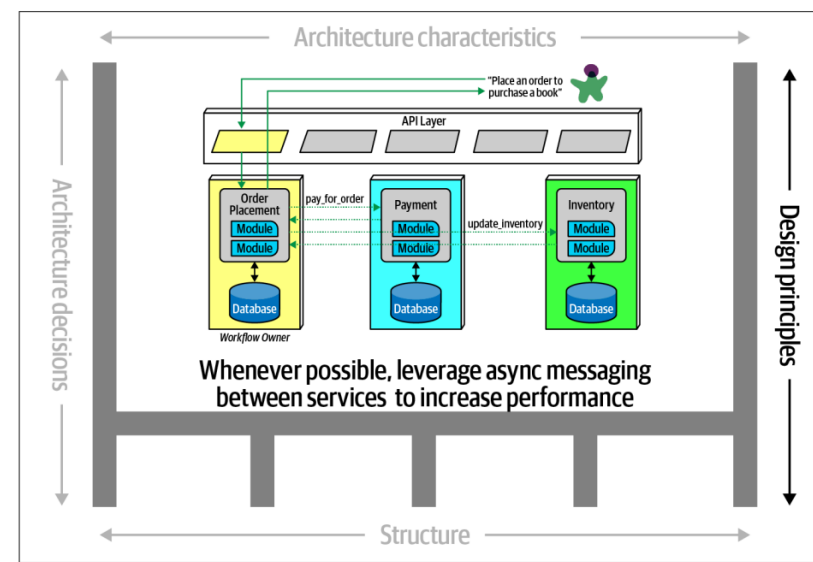 Architecture characteristics
"Place an order to
purchase a book"
API Layer
Architecture decisions
Order
Placement
Module
Module
Database
Workflow Owner
pay_for_order
Payment
Module
Module
Database
update_inventory
Inventory
Module
Module
Database
Design principles
Whenever possible, leverage async messaging
between services to increase performance
Structure